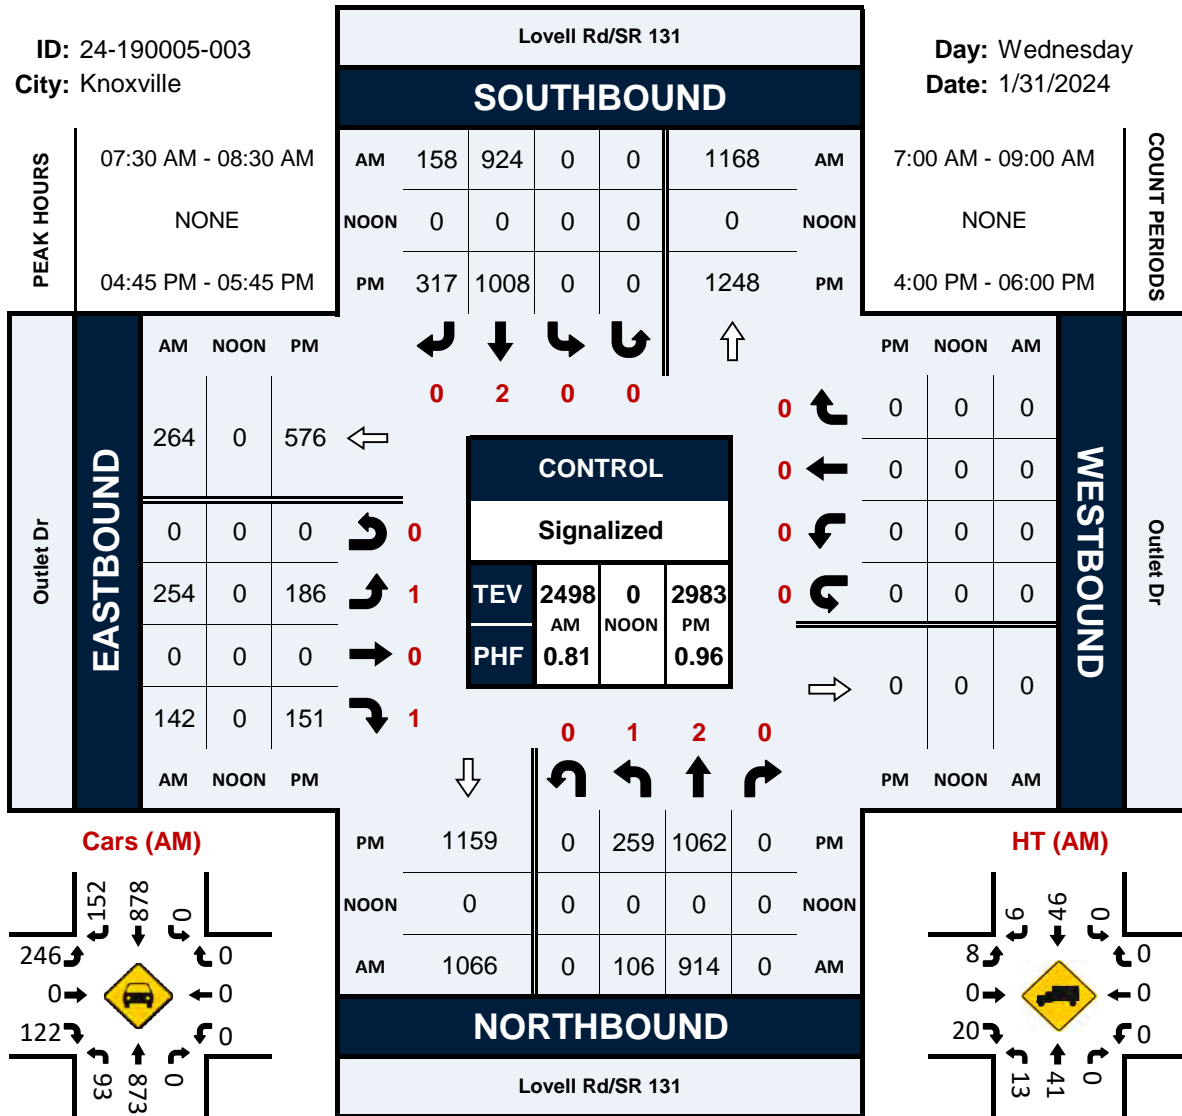 Lovell Rd/SR 131
ID: 24-190005-003
City: Knoxville
Day: Wednesday
Date: 1/31/2024
SOUTHBOUND
PEAK HOURS
07:30 AM - 08:30 AM
NONE
04:45 PM - 05:45 PM
AM 158 924 0 0 1168 AM
NOON 0 0 0 0 0 NOON
PM 317 1008 0 0 1248 PM
7:00 AM - 09:00 AM
NONE
4:00 PM - 06:00 PM
COUNT PERIODS
0 2 0 0
Outlet Dr
EASTBOUND
AM NOON PM
264 0 576
0 0 0 0
254 0 186 1
0 0 0 0
142 0 151 1
AM NOON PM
CONTROL
Signalized
TEV 2498 0 2983
AM NOON PM
PHF 0.81 0.96
PM NOON AM
0 0 0 0
0 0 0 0
0 0 0 0
0 0 0 0
0 0 0
PM NOON AM
WESTBOUND
Outlet Dr
0 1 2 0
PM 1159 0 259 1062 0 PM
NOON 0 0 0 0 0 NOON
AM 1066 0 106 914 0 AM
NORTHBOUND
Lovell Rd/SR 131
Cars (AM)
152 878 0
246 0
0 0
122 0
93 873 0
HT (AM)
6 46 0
8 0
0 0
20 0
13 41 0